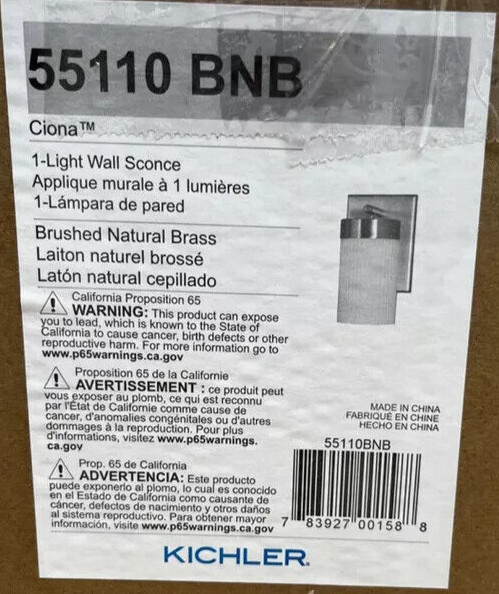 55110 BNB
Ciona™
1-Light Wall Sconce
Applique murale à 1 lumières
1-Lámpara de pared
Brushed Natural Brass
Laiton naturel brossé
Latón natural cepillado
California Proposition 65
WARNING: This product can expose
you to lead, which is known to the State of
California to cause cancer, birth defects or other
reproductive harm. For more information go to
www.p65warnings.ca.gov
Proposition 65 de la Californie
AVERTISSEMENT : ce produit peut
vous exposer au plomb, ce qui est reconnu
par l'État de Californie comme cause de
cancer, d'anomalies congénitales ou d'autres
dommages à la reproduction. Pour plus
d'informations, visitez www.p65warnings.
ca.gov
Prop. 65 de California
ADVERTENCIA: Este producto
puede exponerlo al plomo, lo cual es conocido
en el Estado de California como causante de
cáncer, defectos de nacimiento y otros daños
al sistema reproductivo. Para obtener mayor
información, visite www.p65warnings.ca.gov
MADE IN CHINA
FABRIQUÉ EN CHINE
HECHO EN CHINA
55110BNB
7 83927 00158 8
KICHLER®